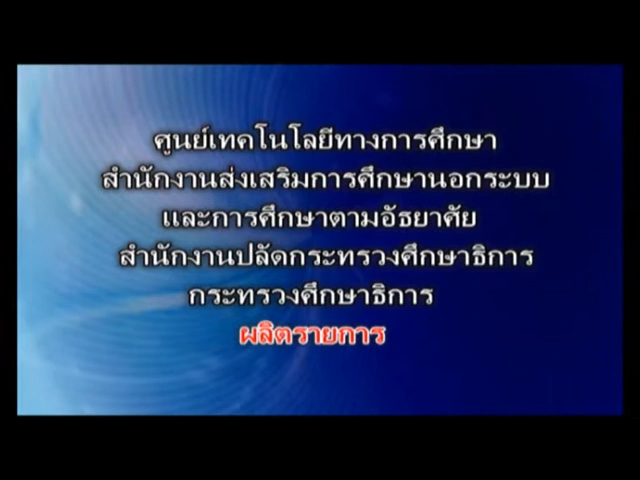 ศูนย์เทคโนโลยีทางการศึกษา
สำนักงานส่งเสริมการศึกษานอกระบบ
และการศึกษาตามอัธยาศัย
สำนักงานปลัดกระทรวงศึกษาธิการ
กระทรวงศึกษาธิการ
ผลิตรายการ